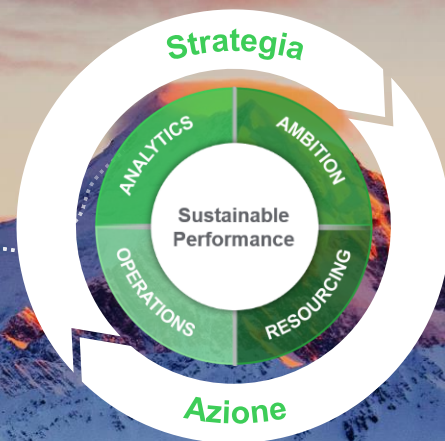 Strategia
ANALYTICS
AMBITION
Sustainable
Performance
OPERATIONS
RESOURCING
Azione